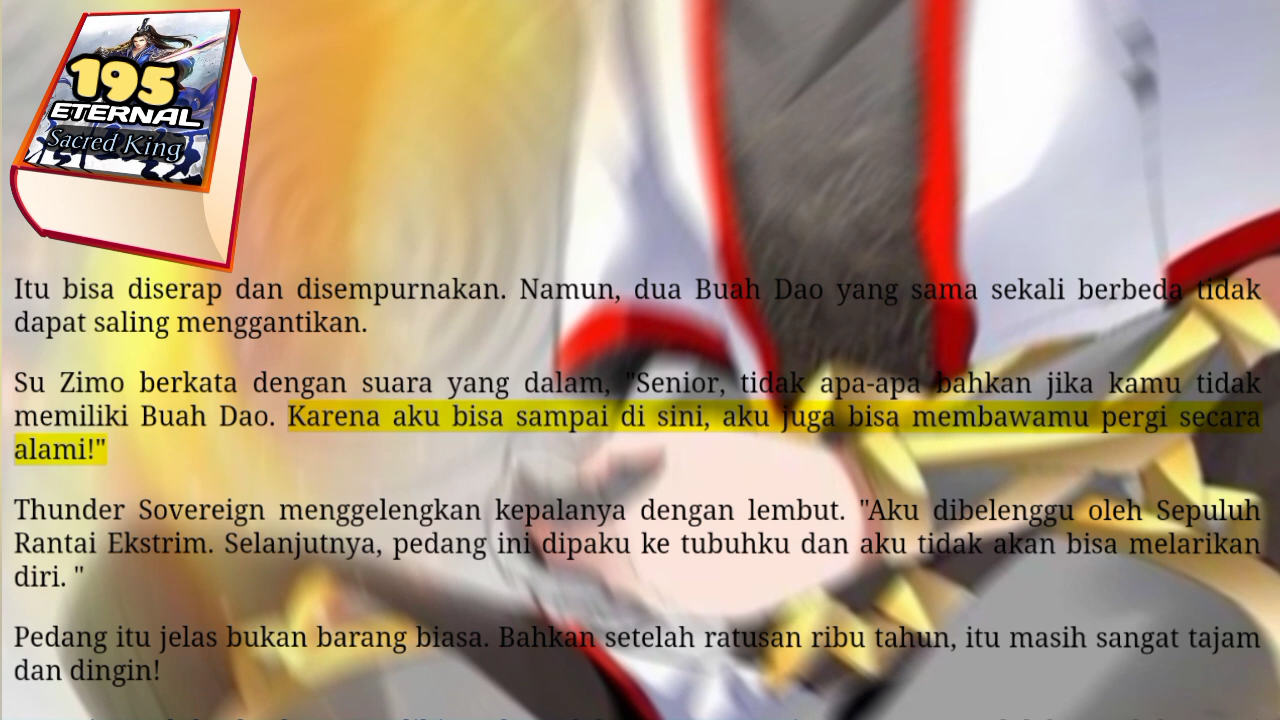 195
ETERNAL
Sacred King
Itu bisa diserap dan disempurnakan. Namun, dua Buah Dao yang sama sekali berbeda tidak
dapat saling menggantikan.
Su Zimo berkata dengan suara yang dalam, "Senior, tidak apa-apa bahkan jika kamu tidak
memiliki Buah Dao. Karena aku bisa sampai di sini, aku juga bisa membawamu pergi secara
alami!"
Thunder Sovereign menggelengkan kepalanya dengan lembut. "Aku dibelenggu oleh Sepuluh
Rantai Ekstrim. Selanjutnya, pedang ini dipaku ke tubuhku dan aku tidak akan bisa melarikan
diri. "
Pedang itu jelas bukan barang biasa. Bahkan setelah ratusan ribu tahun, itu masih sangat tajam
dan dingin!